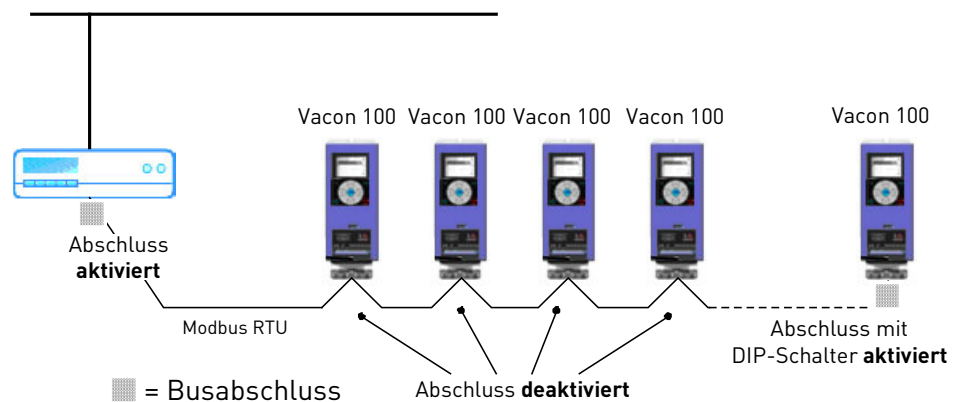 Vacon 100 Vacon 100 Vacon 100 Vacon 100 Vacon 100
Abschluss
aktiviert
Modbus RTU
Abschluss mit
DIP-Schalter aktiviert
= Busabschluss
Abschluss deaktiviert